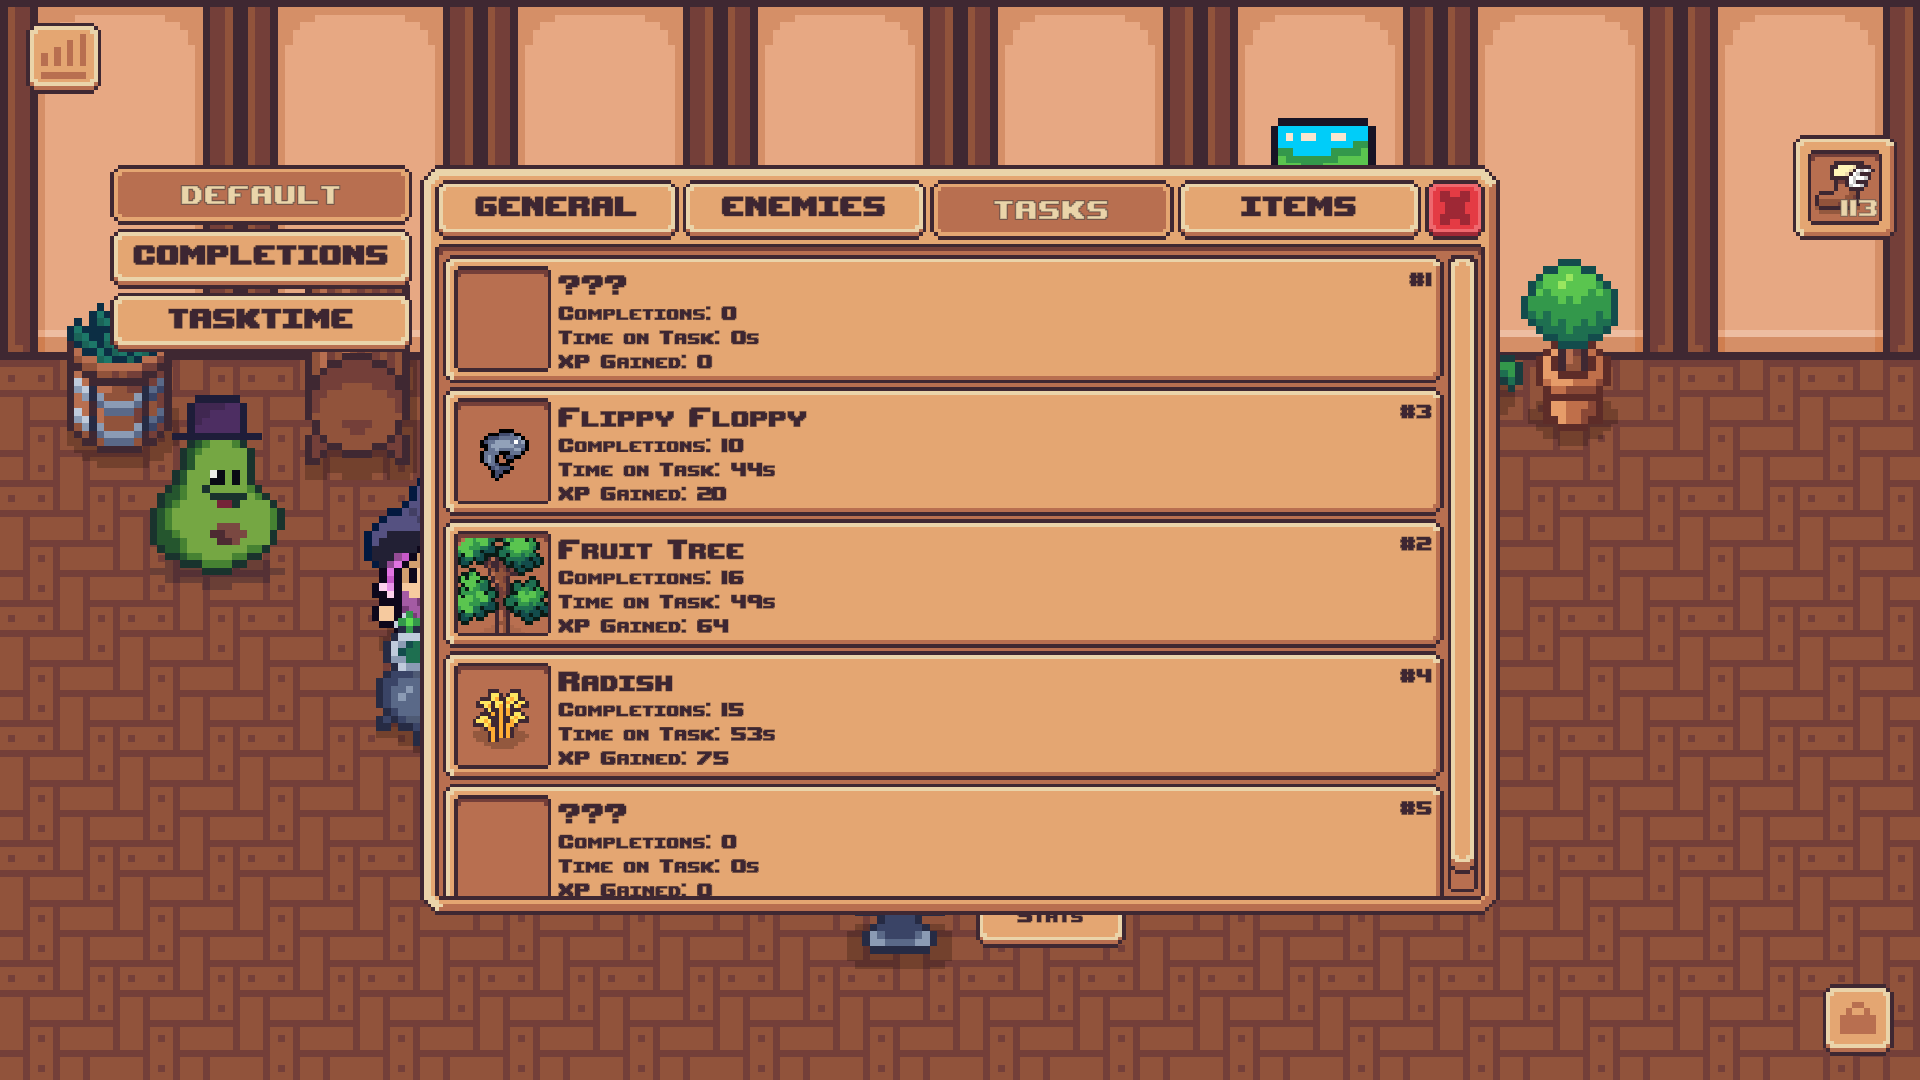 DEFAULT
COMPLETIONS
TASKTIME
GENERAL
ENEMIES
TASKS
ITEMS
113
???
#1
Completions: 0
Time on Task: 0s
XP Gained: 0
Flippy Floppy
#3
Completions: 10
Time on Task: 44s
XP Gained: 20
Fruit Tree
#2
Completions: 16
Time on Task: 49s
XP Gained: 64
Radish
#4
Completions: 15
Time on Task: 53s
XP Gained: 75
???
#5
Completions: 0
Time on Task: 0s
XP Gained: 0
Stats